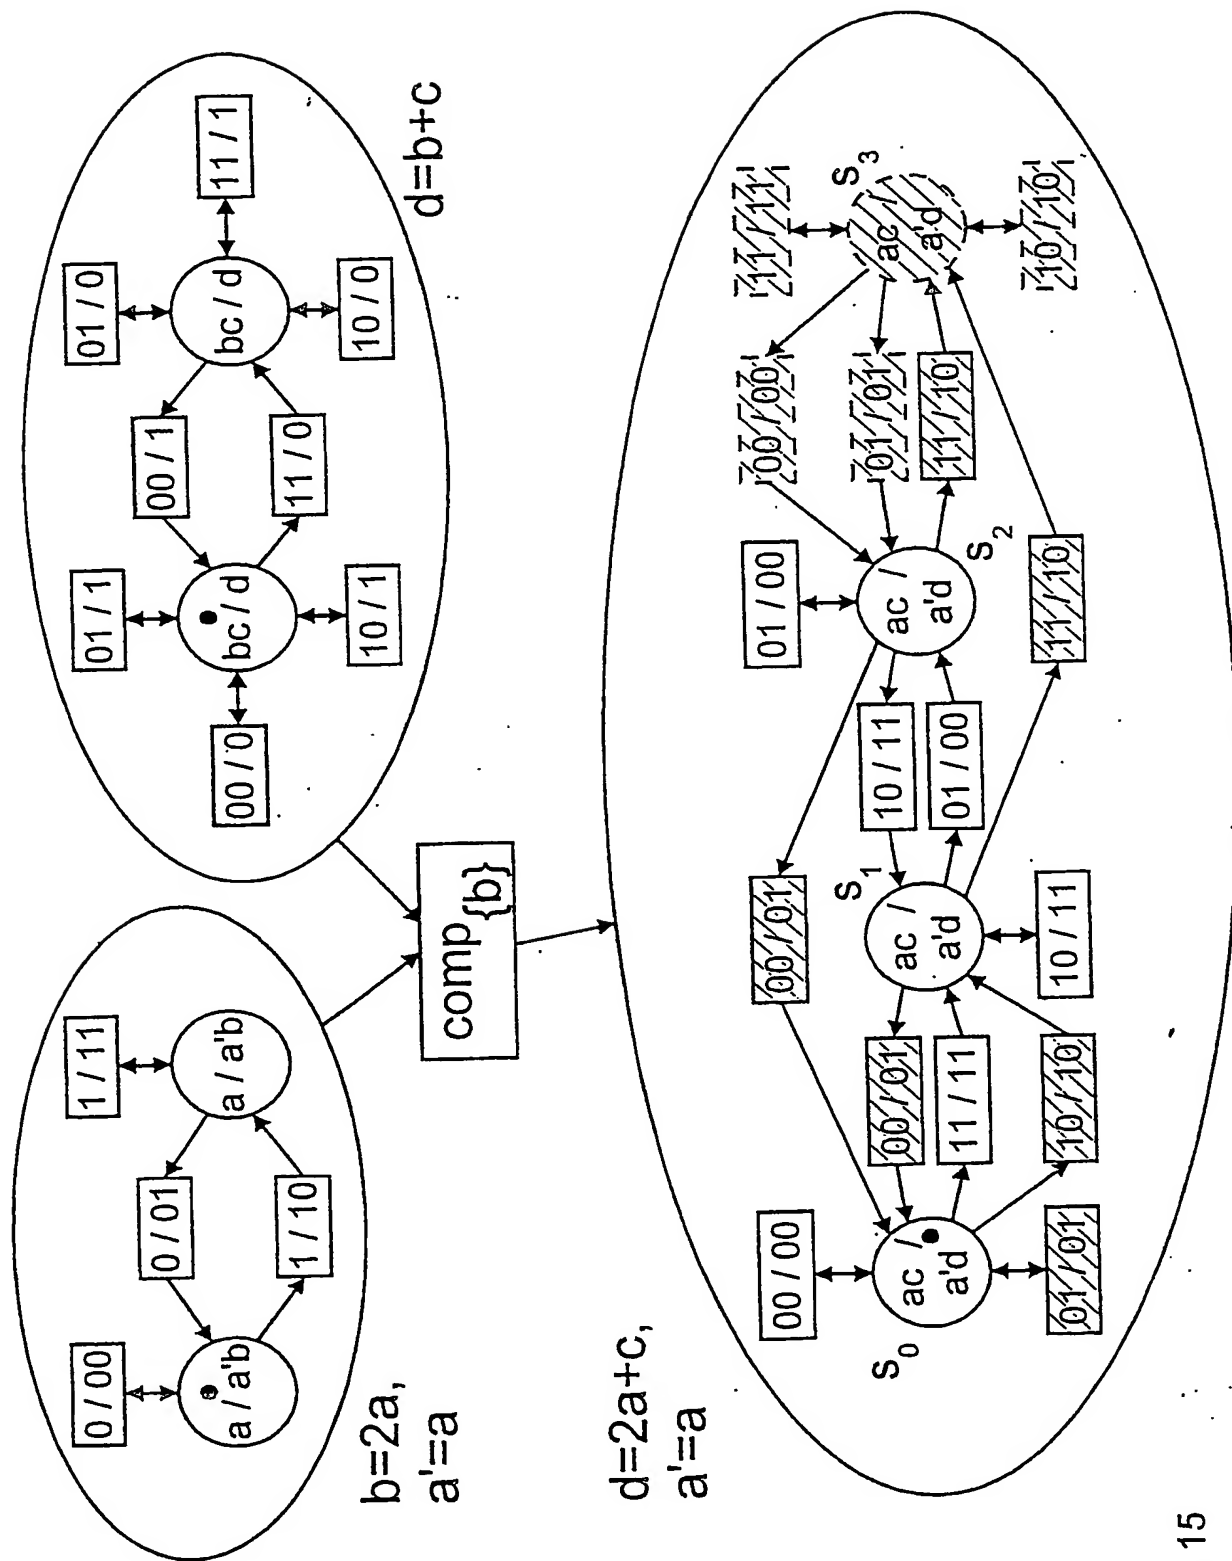 0 / 00
1 / 11
a / a'b
0 / 01
a / a'b
1 / 10
b=2a,
a'=a
01 / 1
01 / 0
00 / 0
bc / d
00 / 1
bc / d
11 / 1
10 / 1
11 / 0
10 / 0
d=b+c
comp{b}
d=2a+c,
a'=a
00 / 00
00 / 01
01 / 00
00 / 00
11 / 11
S0
ac /
a'd
00 / 01
11 / 11
S1
ac /
a'd
10 / 11
01 / 00
ac /
a'd
S2
01 / 01
11 / 10
ac /
a'd
S3
01 / 01
10 / 10
10 / 11
11 / 10
10 / 10
15